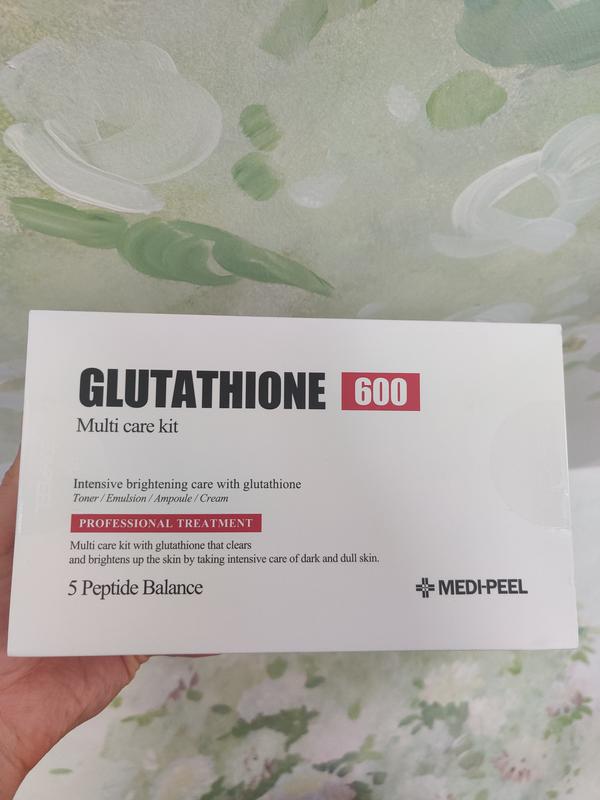 GLUTATHIONE 600
Multi care kit
Intensive brightening care with glutathione
Toner / Emulsion / Ampoule / Cream
PROFESSIONAL TREATMENT
Multi care kit with glutathione that clears
and brightens up the skin by taking intensive care of dark and dull skin.
5 Peptide Balance
MEDI-PEEL